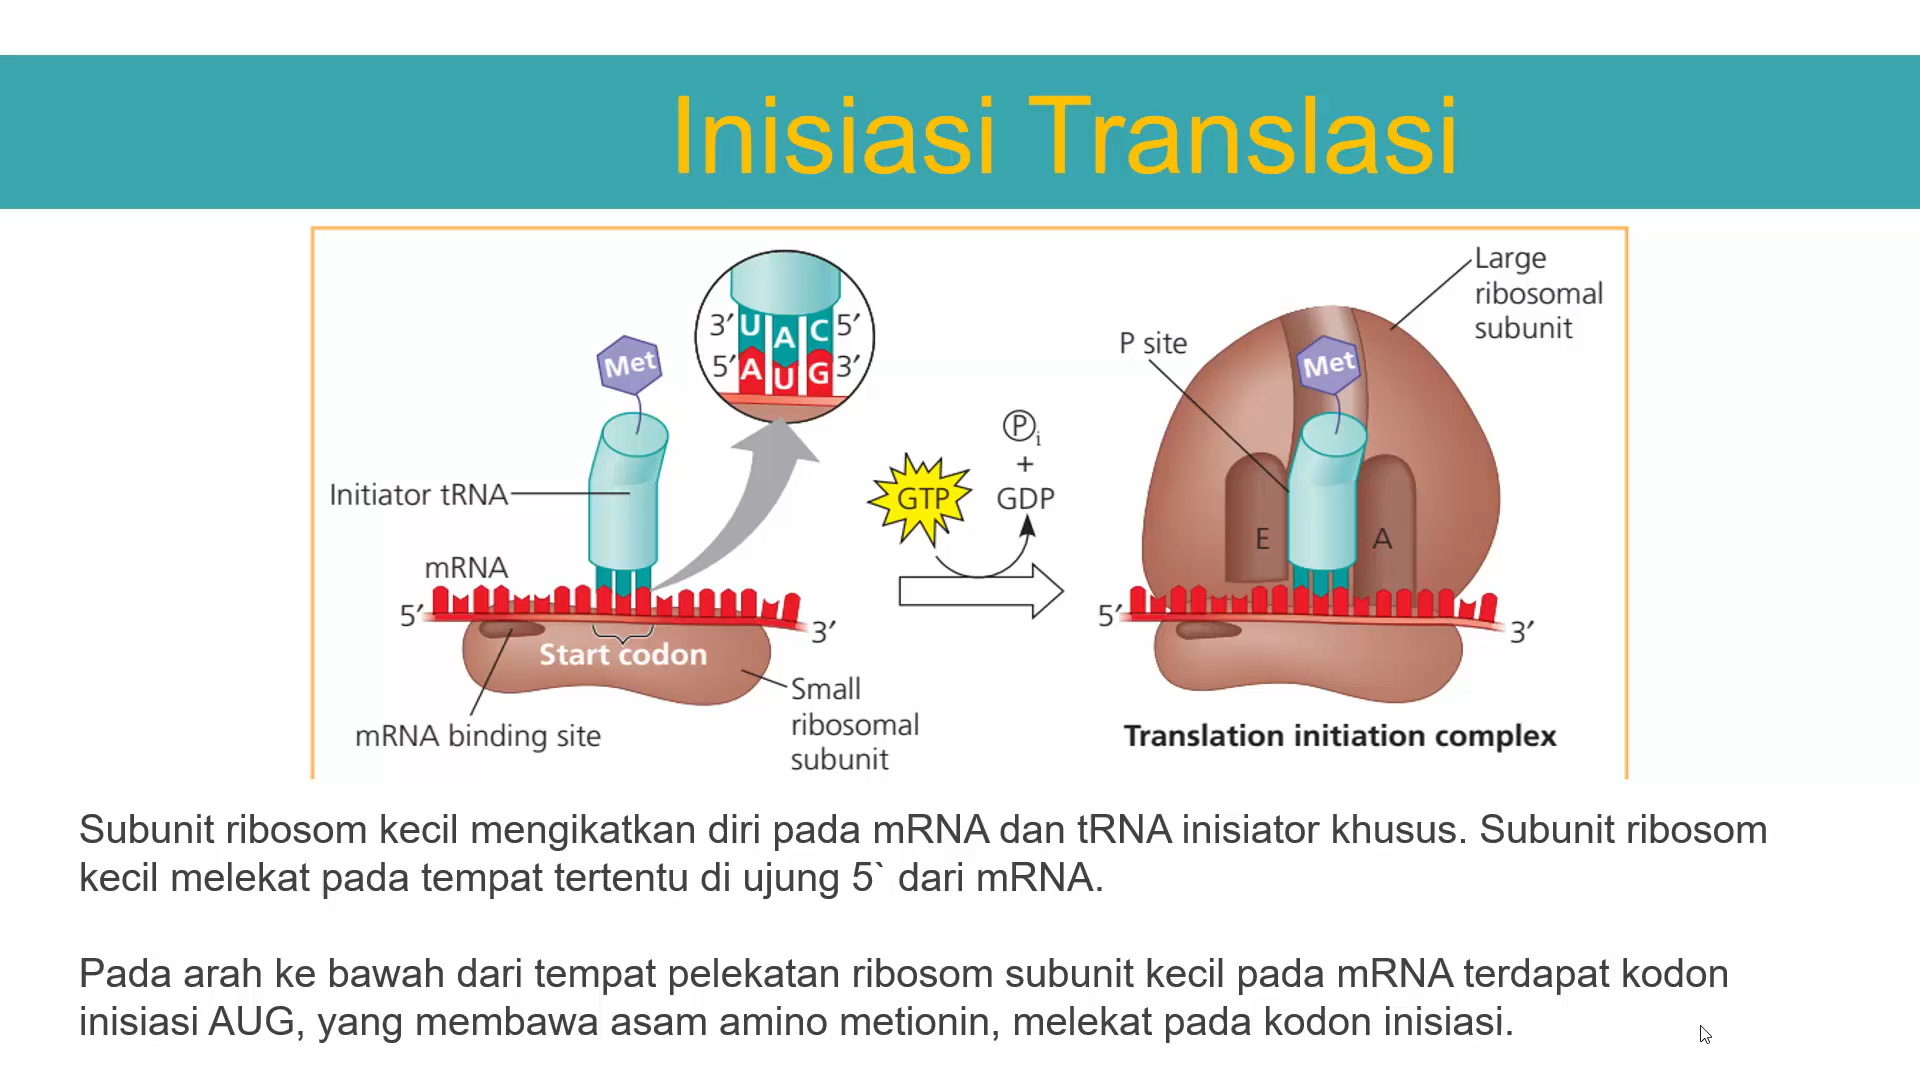 Inisiasi Translasi
3′ U A C 5′
5′ A U G 3′
Met
Initiator tRNA
mRNA
5′
3′
Start codon
mRNA binding site
Small
ribosomal
subunit
GTP
Pi
+
GDP
Large
ribosomal
subunit
P site
Met
E
A
5′
3′
Translation initiation complex
Subunit ribosom kecil mengikatkan diri pada mRNA dan tRNA inisiator khusus. Subunit ribosom
kecil melekat pada tempat tertentu di ujung 5` dari mRNA.
Pada arah ke bawah dari tempat pelekatan ribosom subunit kecil pada mRNA terdapat kodon
inisiasi AUG, yang membawa asam amino metionin, melekat pada kodon inisiasi.